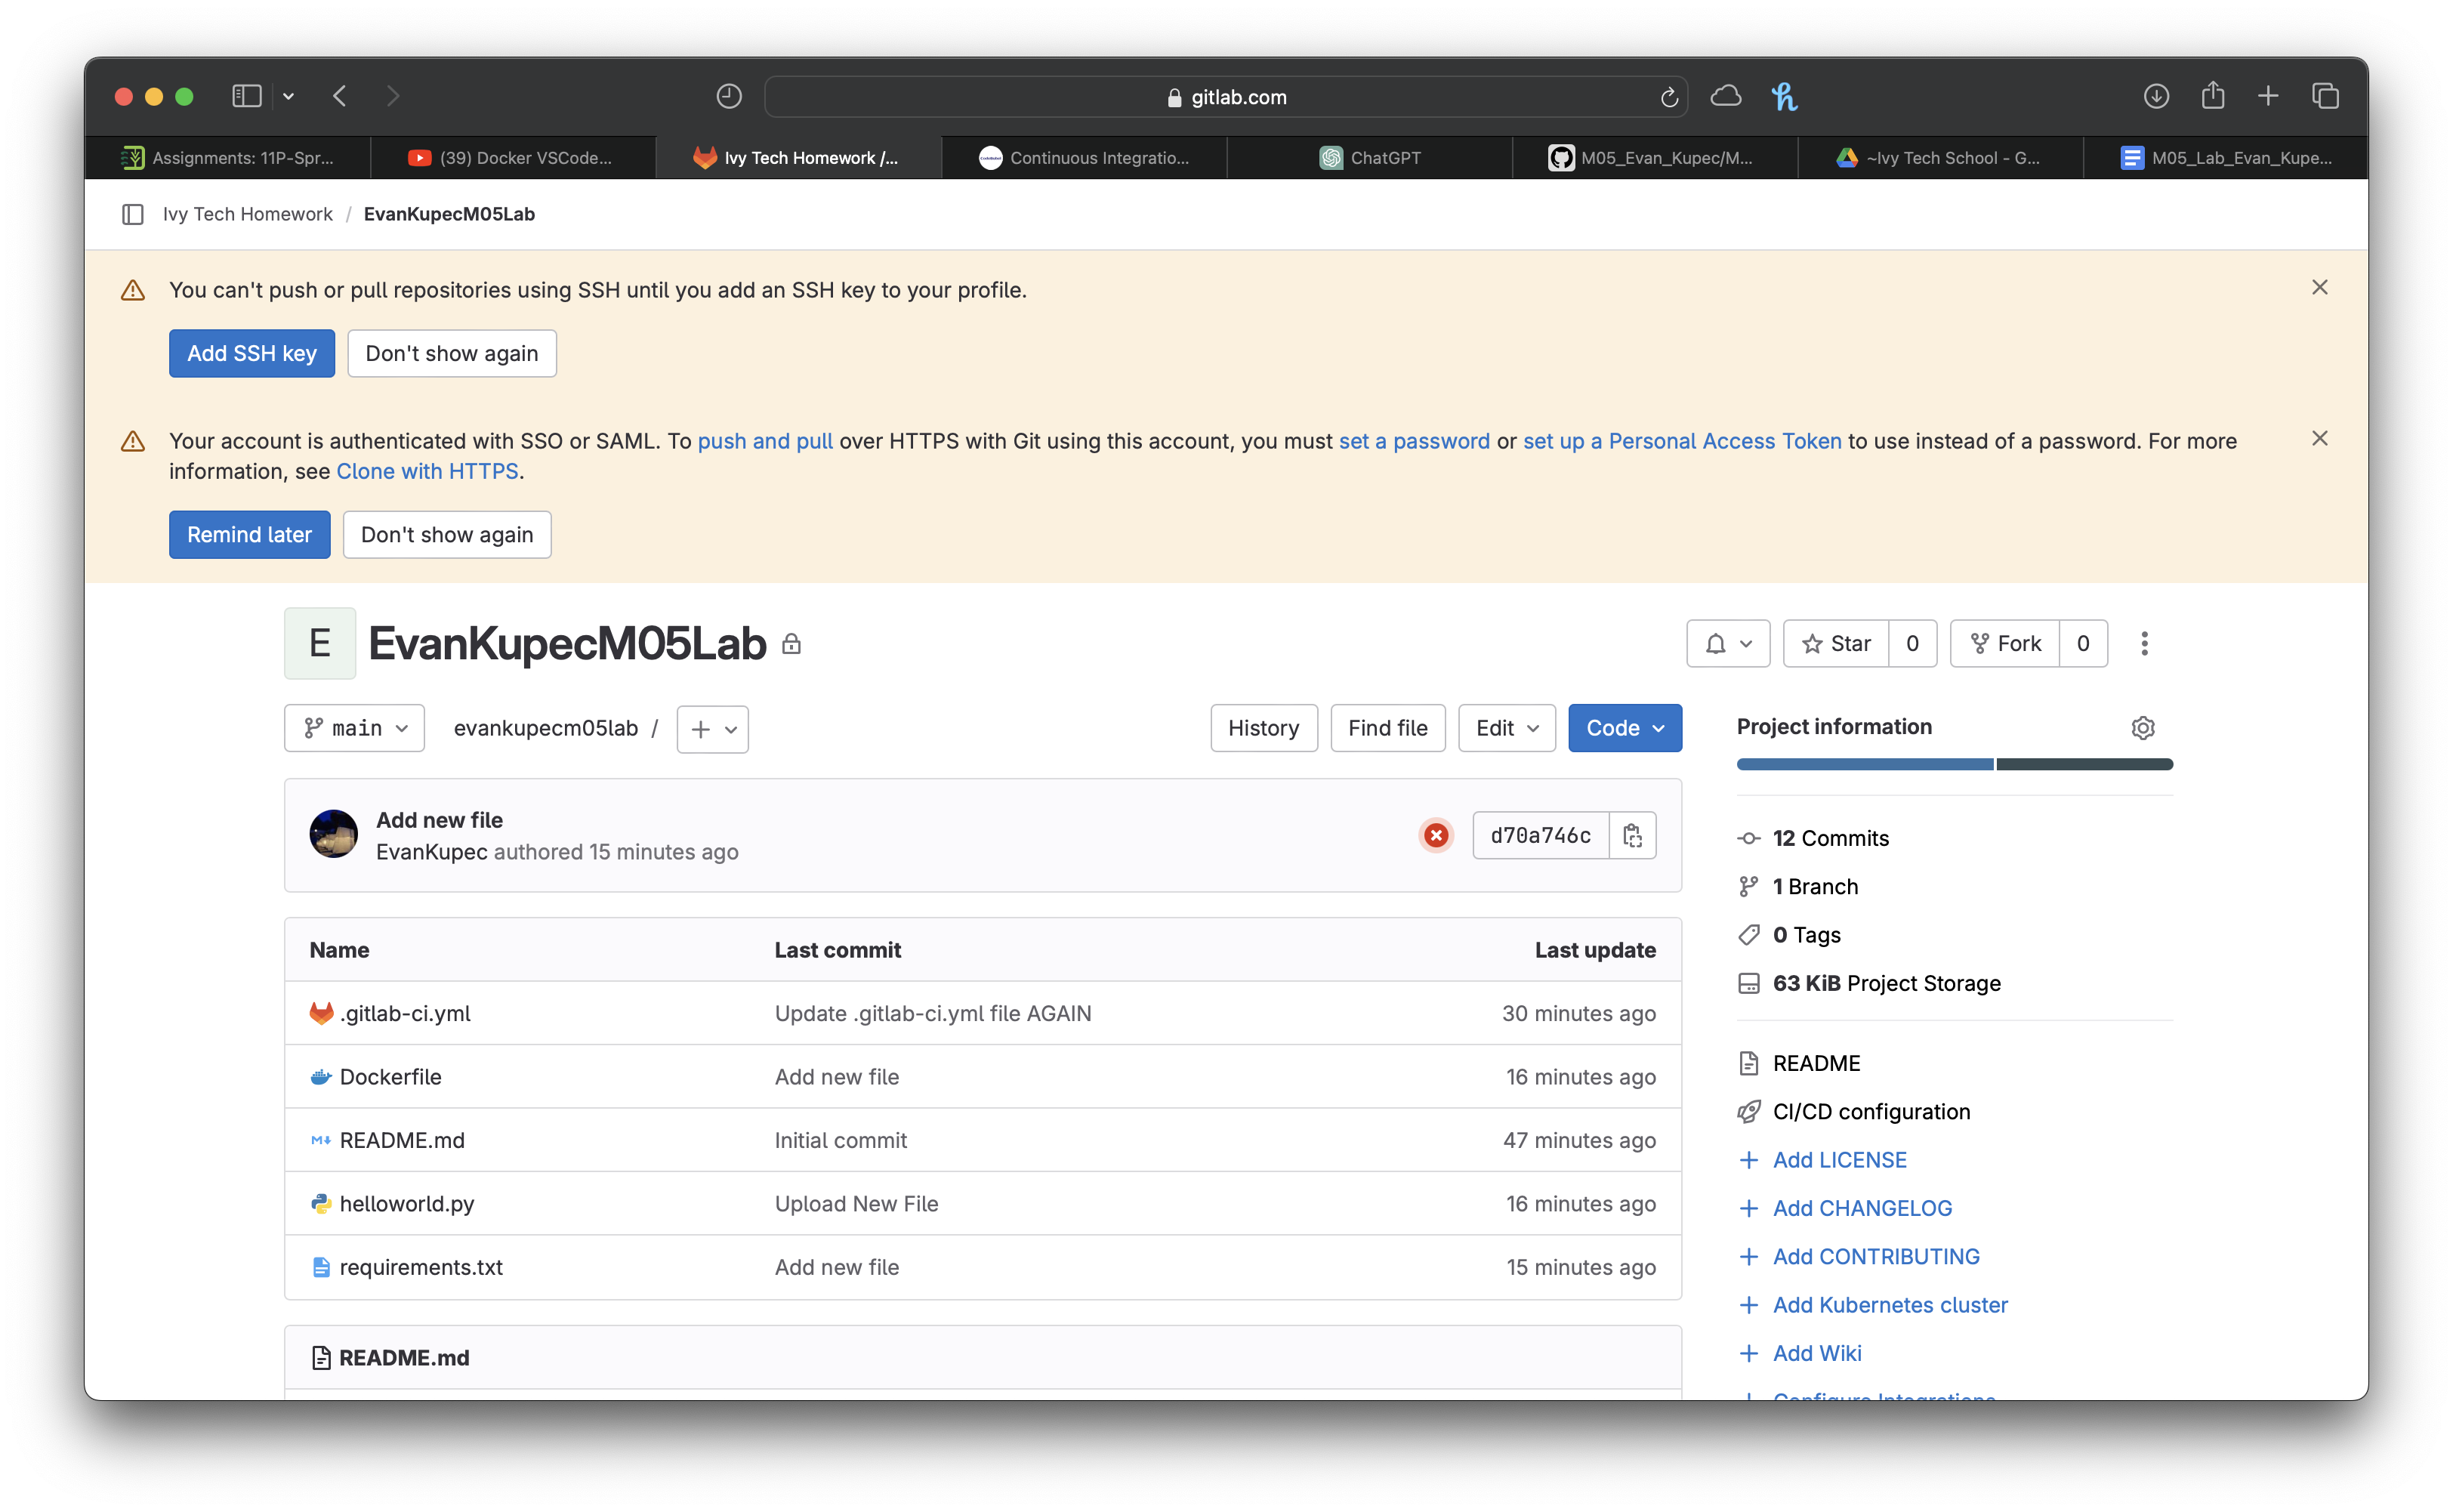 gitlab.com
Assignments: 11P-Spr...
(39) Docker VSCode...
Ivy Tech Homework /...
Continuous Integratio...
ChatGPT
M05_Evan_Kupec/M...
~Ivy Tech School - G...
M05_Lab_Evan_Kupe...
Ivy Tech Homework / EvanKupecM05Lab
You can't push or pull repositories using SSH until you add an SSH key to your profile.
Add SSH key
Don't show again
Your account is authenticated with SSO or SAML. To push and pull over HTTPS with Git using this account, you must set a password or set up a Personal Access Token to use instead of a password. For more
information, see Clone with HTTPS.
Remind later
Don't show again
E
EvanKupecM05Lab
Star 0
Fork 0
main
evankupecm05lab /
History
Find file
Edit
Code
Add new file
EvanKupec authored 15 minutes ago
d70a746c
Name Last commit Last update
.gitlab-ci.yml Update .gitlab-ci.yml file AGAIN 30 minutes ago
Dockerfile Add new file 16 minutes ago
README.md Initial commit 47 minutes ago
helloworld.py Upload New File 16 minutes ago
requirements.txt Add new file 15 minutes ago
README.md
Project information
12 Commits
1 Branch
0 Tags
63 KiB Project Storage
README
CI/CD configuration
Add LICENSE
Add CHANGELOG
Add CONTRIBUTING
Add Kubernetes cluster
Add Wiki
Configure Integrations